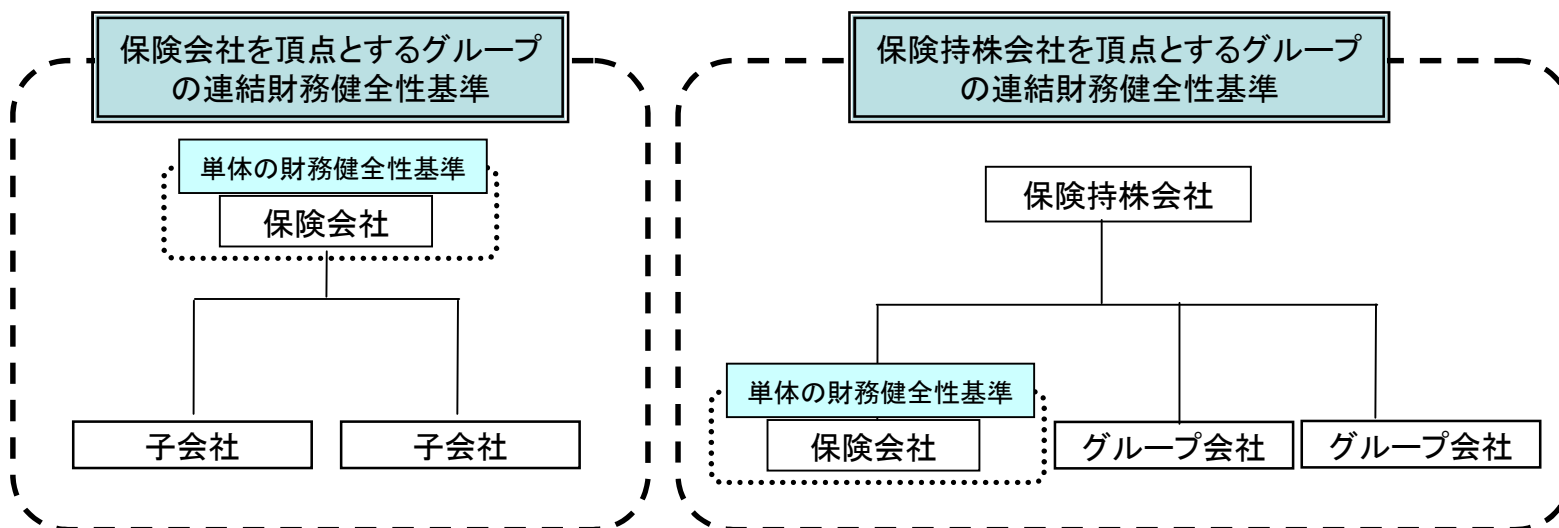 保険会社を頂点とするグループ
の連結財務健全性基準
単体の財務健全性基準
保険会社
子会社
子会社
保険持株会社を頂点とするグループ
の連結財務健全性基準
保険持株会社
単体の財務健全性基準
保険会社
グループ会社
グループ会社